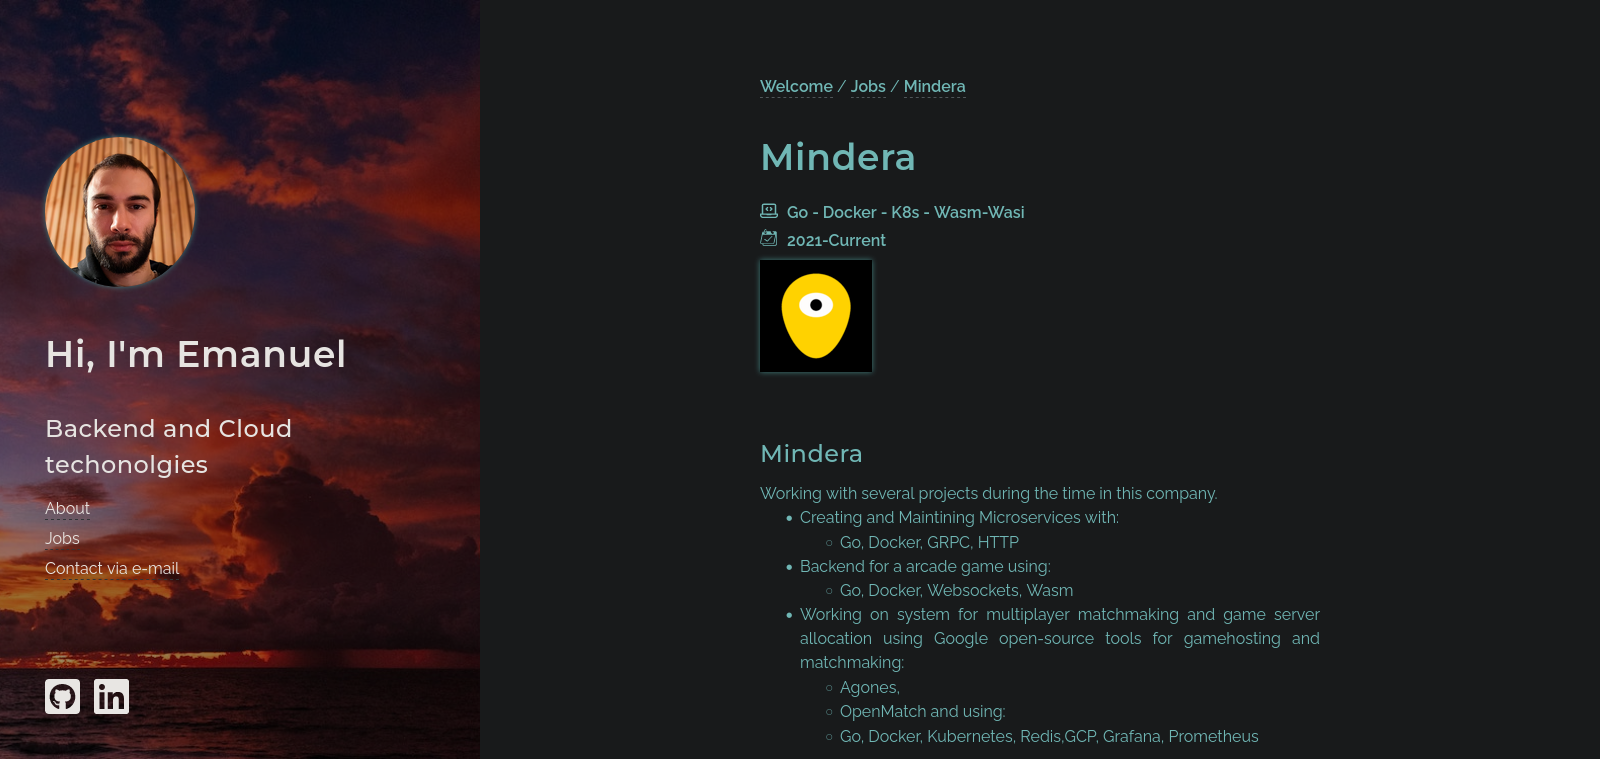 Hi, I'm Emanuel
Backend and Cloud
techonolgies
About
Jobs
Contact via e-mail
in
Welcome / Jobs / Mindera
Mindera
Go - Docker - K8s - Wasm-Wasi
2021-Current
Mindera
Working with several projects during the time in this company.
Creating and Maintining Microservices with:
Go, Docker, GRPC, HTTP
Backend for a arcade game using:
Go, Docker, Websockets, Wasm
Working on system for multiplayer matchmaking and game server
allocation using Google open-source tools for gamehosting and
matchmaking:
Agones,
OpenMatch and using:
Go, Docker, Kubernetes, Redis,GCP, Grafana, Prometheus